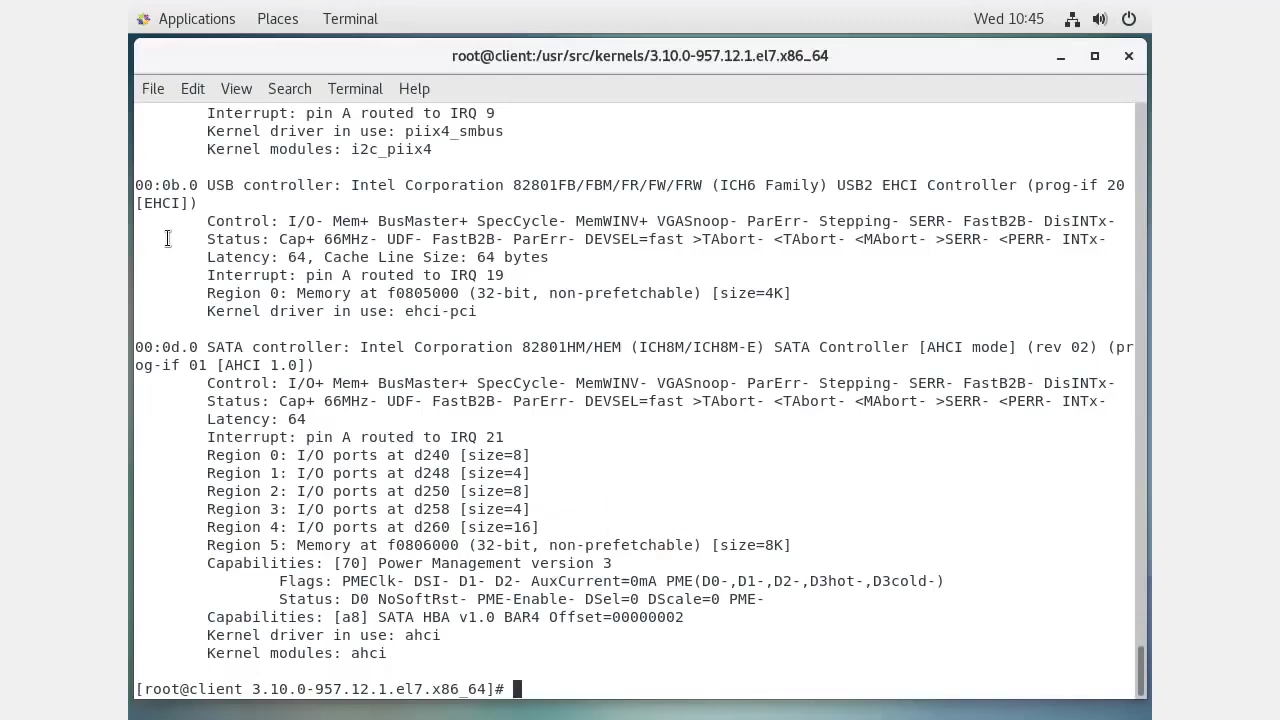 Applications Places Terminal Wed 10:45
root@client:/usr/src/kernels/3.10.0-957.12.1.el7.x86_64
File Edit View Search Terminal Help
Interrupt: pin A routed to IRQ 9
Kernel driver in use: piix4_smbus
Kernel modules: i2c_piix4
00:0b.0 USB controller: Intel Corporation 82801FB/FBM/FR/FW/FRW (ICH6 Family) USB2 EHCI Controller (prog-if 20
[EHCI])
Control: I/O- Mem+ BusMaster+ SpecCycle- MemWINV+ VGASnoop- ParErr- Stepping- SERR- FastB2B- DisINTx-
Status: Cap+ 66MHz- UDF- FastB2B- ParErr- DEVSEL=fast >TAbort- <TAbort- <MAbort- >SERR- <PERR- INTx-
Latency: 64, Cache Line Size: 64 bytes
Interrupt: pin A routed to IRQ 19
Region 0: Memory at f0805000 (32-bit, non-prefetchable) [size=4K]
Kernel driver in use: ehci-pci
00:0d.0 SATA controller: Intel Corporation 82801HM/HEM (ICH8M/ICH8M-E) SATA Controller [AHCI mode] (rev 02) (pr
og-if 01 [AHCI 1.0])
Control: I/O+ Mem+ BusMaster+ SpecCycle- MemWINV- VGASnoop- ParErr- Stepping- SERR- FastB2B- DisINTx-
Status: Cap+ 66MHz- UDF- FastB2B- ParErr- DEVSEL=fast >TAbort- <TAbort- <MAbort- >SERR- <PERR- INTx-
Latency: 64
Interrupt: pin A routed to IRQ 21
Region 0: I/O ports at d240 [size=8]
Region 1: I/O ports at d248 [size=4]
Region 2: I/O ports at d250 [size=8]
Region 3: I/O ports at d258 [size=4]
Region 4: I/O ports at d260 [size=16]
Region 5: Memory at f0806000 (32-bit, non-prefetchable) [size=8K]
Capabilities: [70] Power Management version 3
Flags: PMEClk- DSI- D1- D2- AuxCurrent=0mA PME(D0-,D1-,D2-,D3hot-,D3cold-)
Status: D0 NoSoftRst- PME-Enable- DSel=0 DScale=0 PME-
Capabilities: [a8] SATA HBA v1.0 BAR4 Offset=00000002
Kernel driver in use: ahci
Kernel modules: ahci
[root@client 3.10.0-957.12.1.el7.x86_64]#